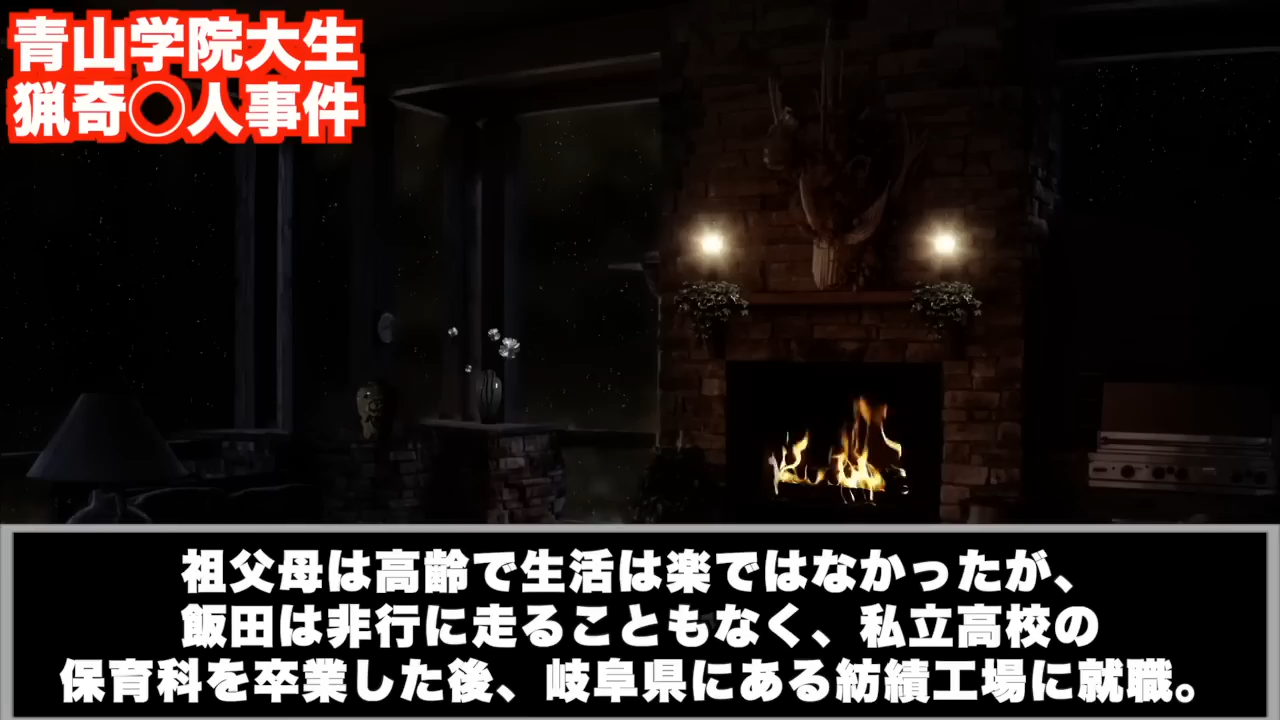 青山学院大生
猟奇◯人事件
祖父母は高齢で生活は楽ではなかったが、
飯田は非行に走ることもなく、私立高校の
保育科を卒業した後、岐阜県にある紡績工場に就職。